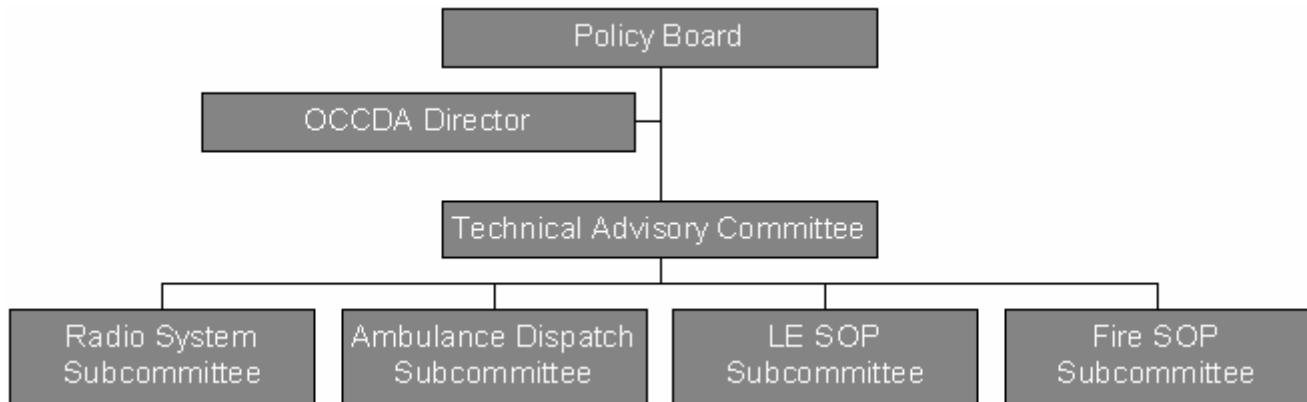 Policy Board
OCCDA Director
Technical Advisory Committee
Radio System
Subcommittee
Ambulance Dispatch
Subcommittee
LE SOP
Subcommittee
Fire SOP
Subcommittee